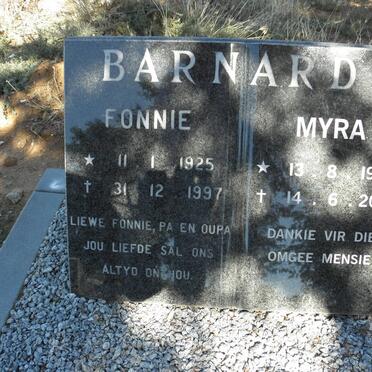 BARNARD
FONNIE
★ 11 1 1925
† 31 12 1997
LIEWE FONNIE, PA EN OUPA
JOU LIEFDE SAL ONS
ALTYD ONTHOU.
MYRA
★ 13. 8. 19
† 14. 6. 20
DANKIE VIR DIE
OMGEE MENSIE